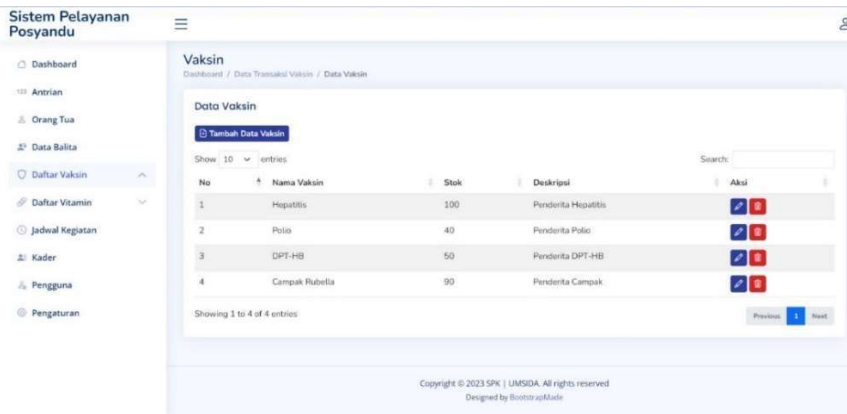 Sistem Pelayanan
Posyandu
Dashboard
123 Antrian
Orang Tua
Data Balita
Daftar Vaksin
Daftar Vitamin
Jadwal Kegiatan
Kader
Pengguna
Pengaturan
Vaksin
Dashboard / Data Transaksi Vaksin / Data Vaksin
Data Vaksin
Tambah Data Vaksin
Show 10 entries Search:
No Nama Vaksin Stok Deskripsi Aksi
1 Hepatitis 100 Penderita Hepatitis
2 Polio 40 Penderita Polio
3 DPT-HB 50 Penderita DPT-HB
4 Campak Rubella 90 Penderita Campak
Showing 1 to 4 of 4 entries Previous 1 Next
Copyright © 2023 SPK | UMSIDA. All rights reserved
Designed by BootstrapMade